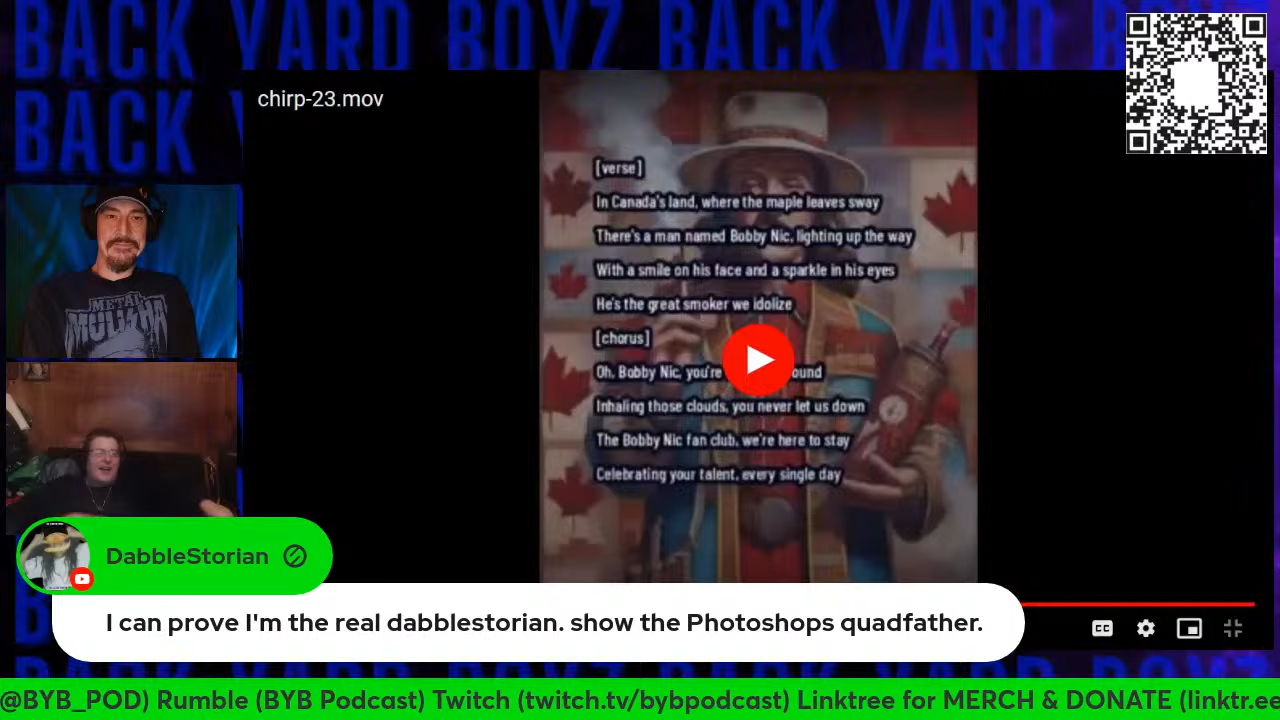 BACK YARD BOYZ BACK YARD B
BACK
chirp-23.mov
[verse]
In Canada's land, where the maple leaves sway
There's a man named Bobby Nic, lighting up the way
With a smile on his face and a sparkle in his eyes
He's the great smoker we idolize
[chorus]
Oh, Bobby Nic, you're ound
Inhaling those clouds, you never let us down
The Bobby Nic fan club, we're here to stay
Celebrating your talent, every single day
METAL
MULISHA
DabbleStorian
I can prove I'm the real dabblestorian. show the Photoshops quadfather.
CC
@BYB_POD) Rumble (BYB Podcast) Twitch (twitch.tv/bybpodcast) Linktree for MERCH & DONATE (linktr.ee